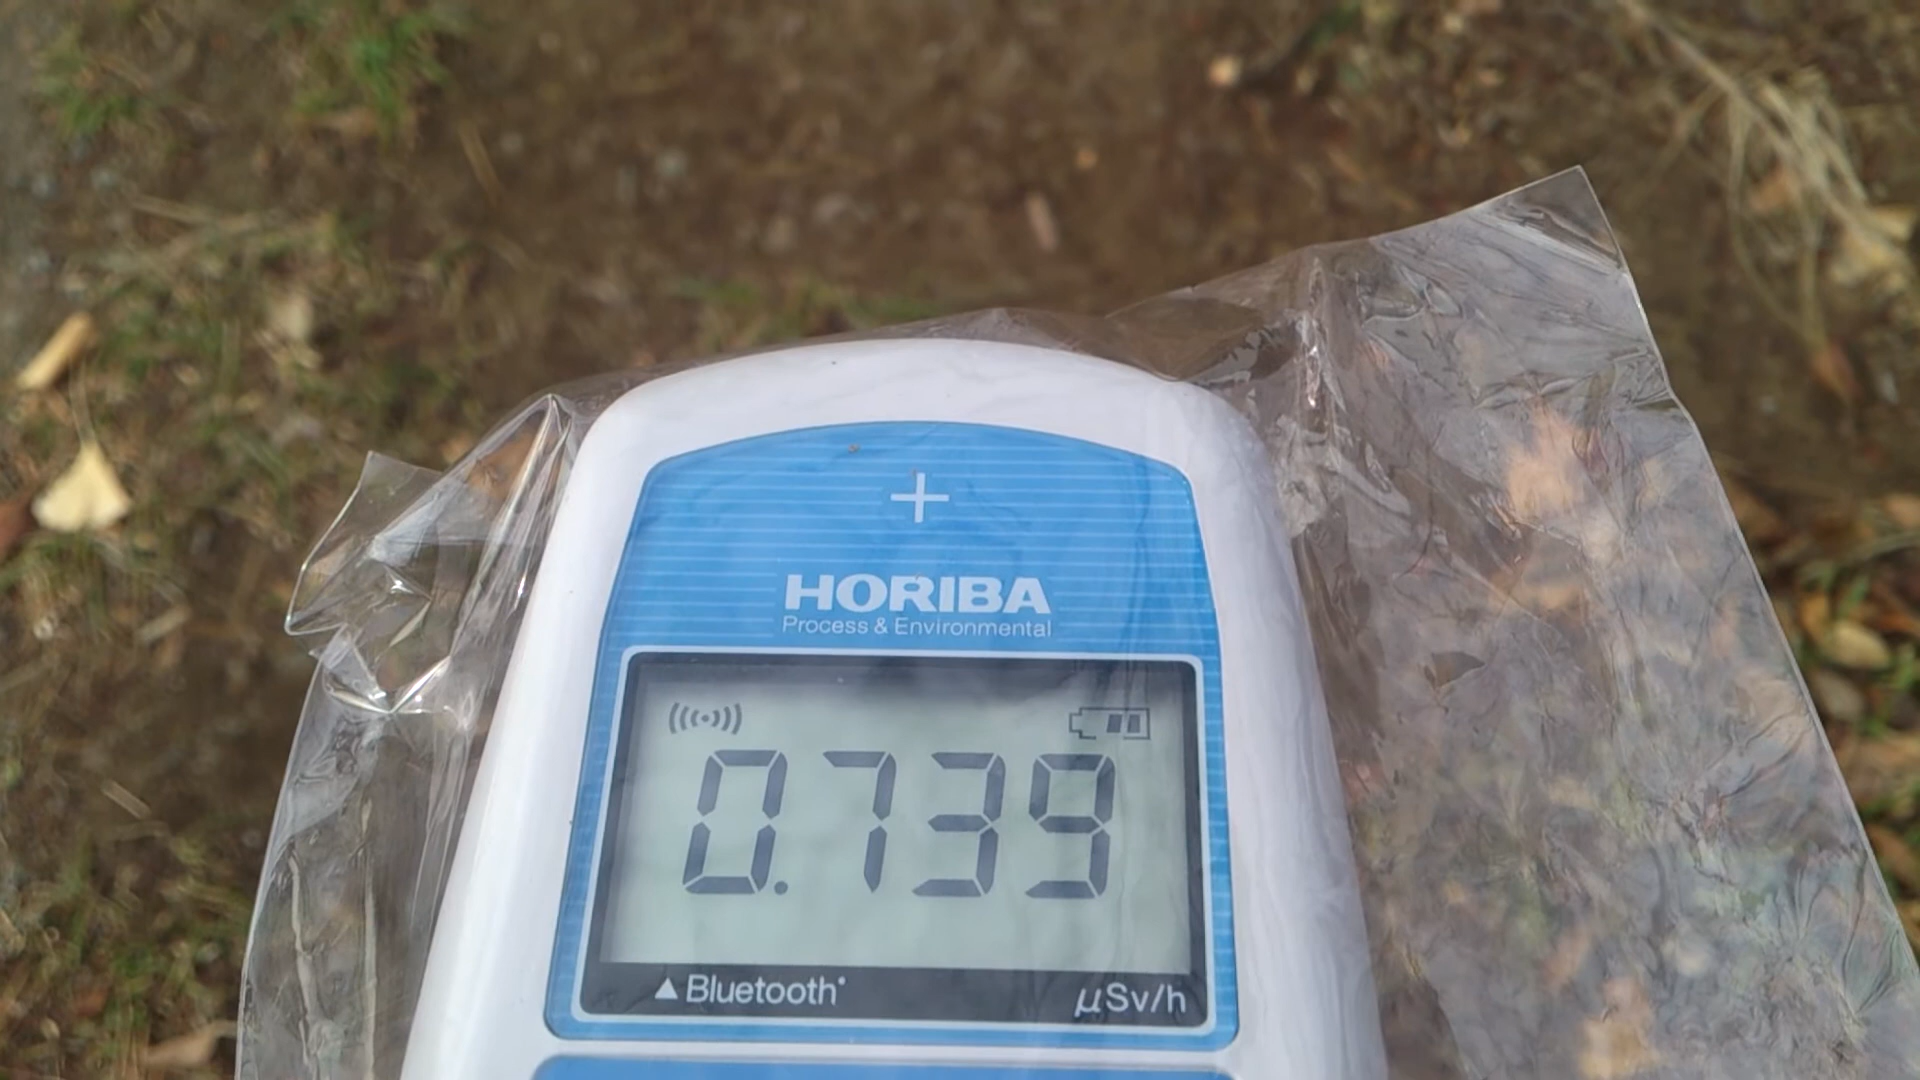 HORIBA
Process & Environmental
0.739
▲Bluetooth®
μSv/h